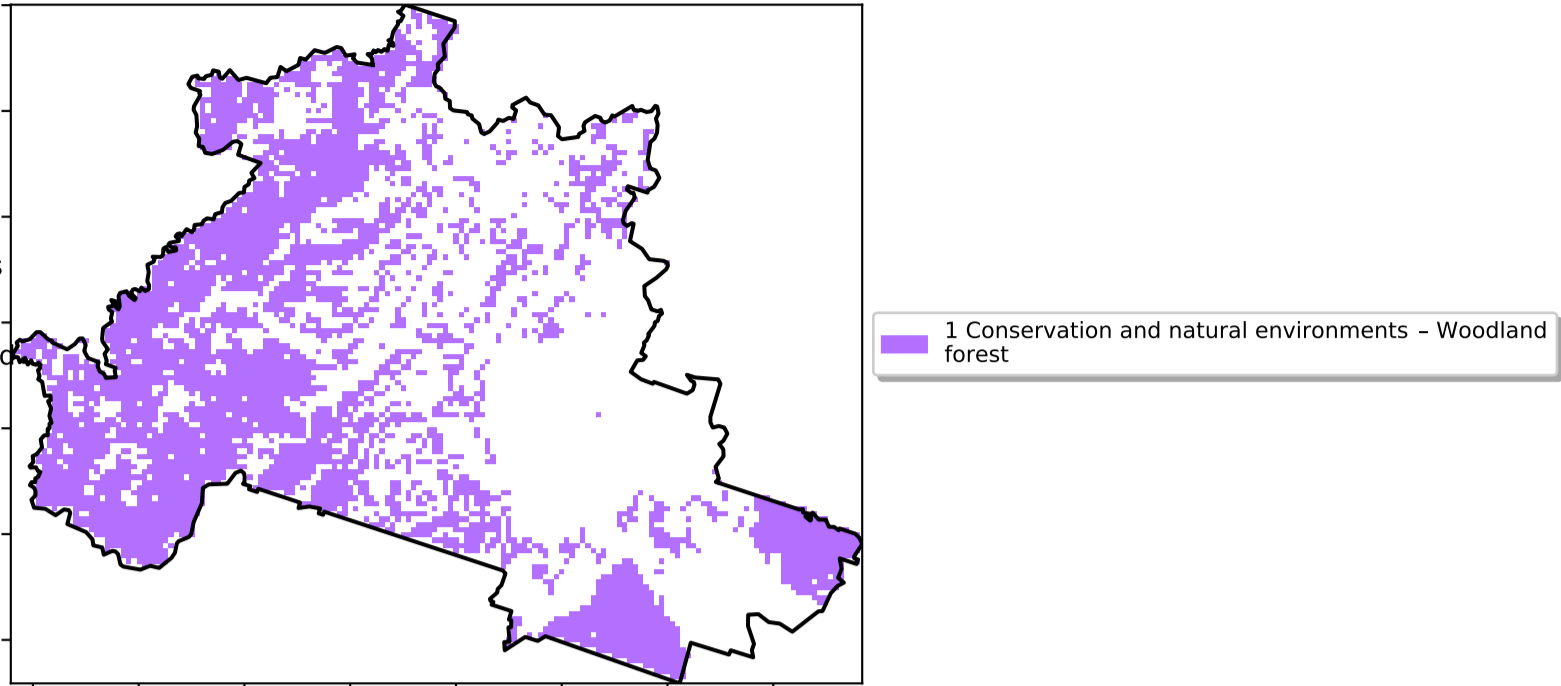 1 Conservation and natural environments – Woodland
forest